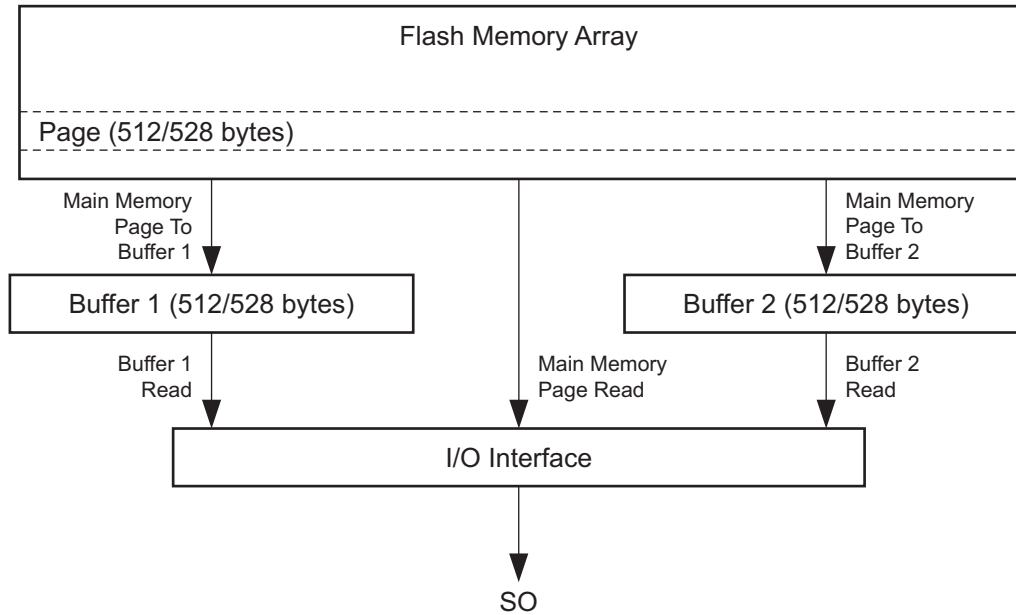 Flash Memory Array
Page (512/528 bytes)
Main Memory
Page To
Buffer 1
Main Memory
Page To
Buffer 2
Buffer 1 (512/528 bytes)
Buffer 2 (512/528 bytes)
Buffer 1
Read
Main Memory
Page Read
Buffer 2
Read
I/O Interface
SO